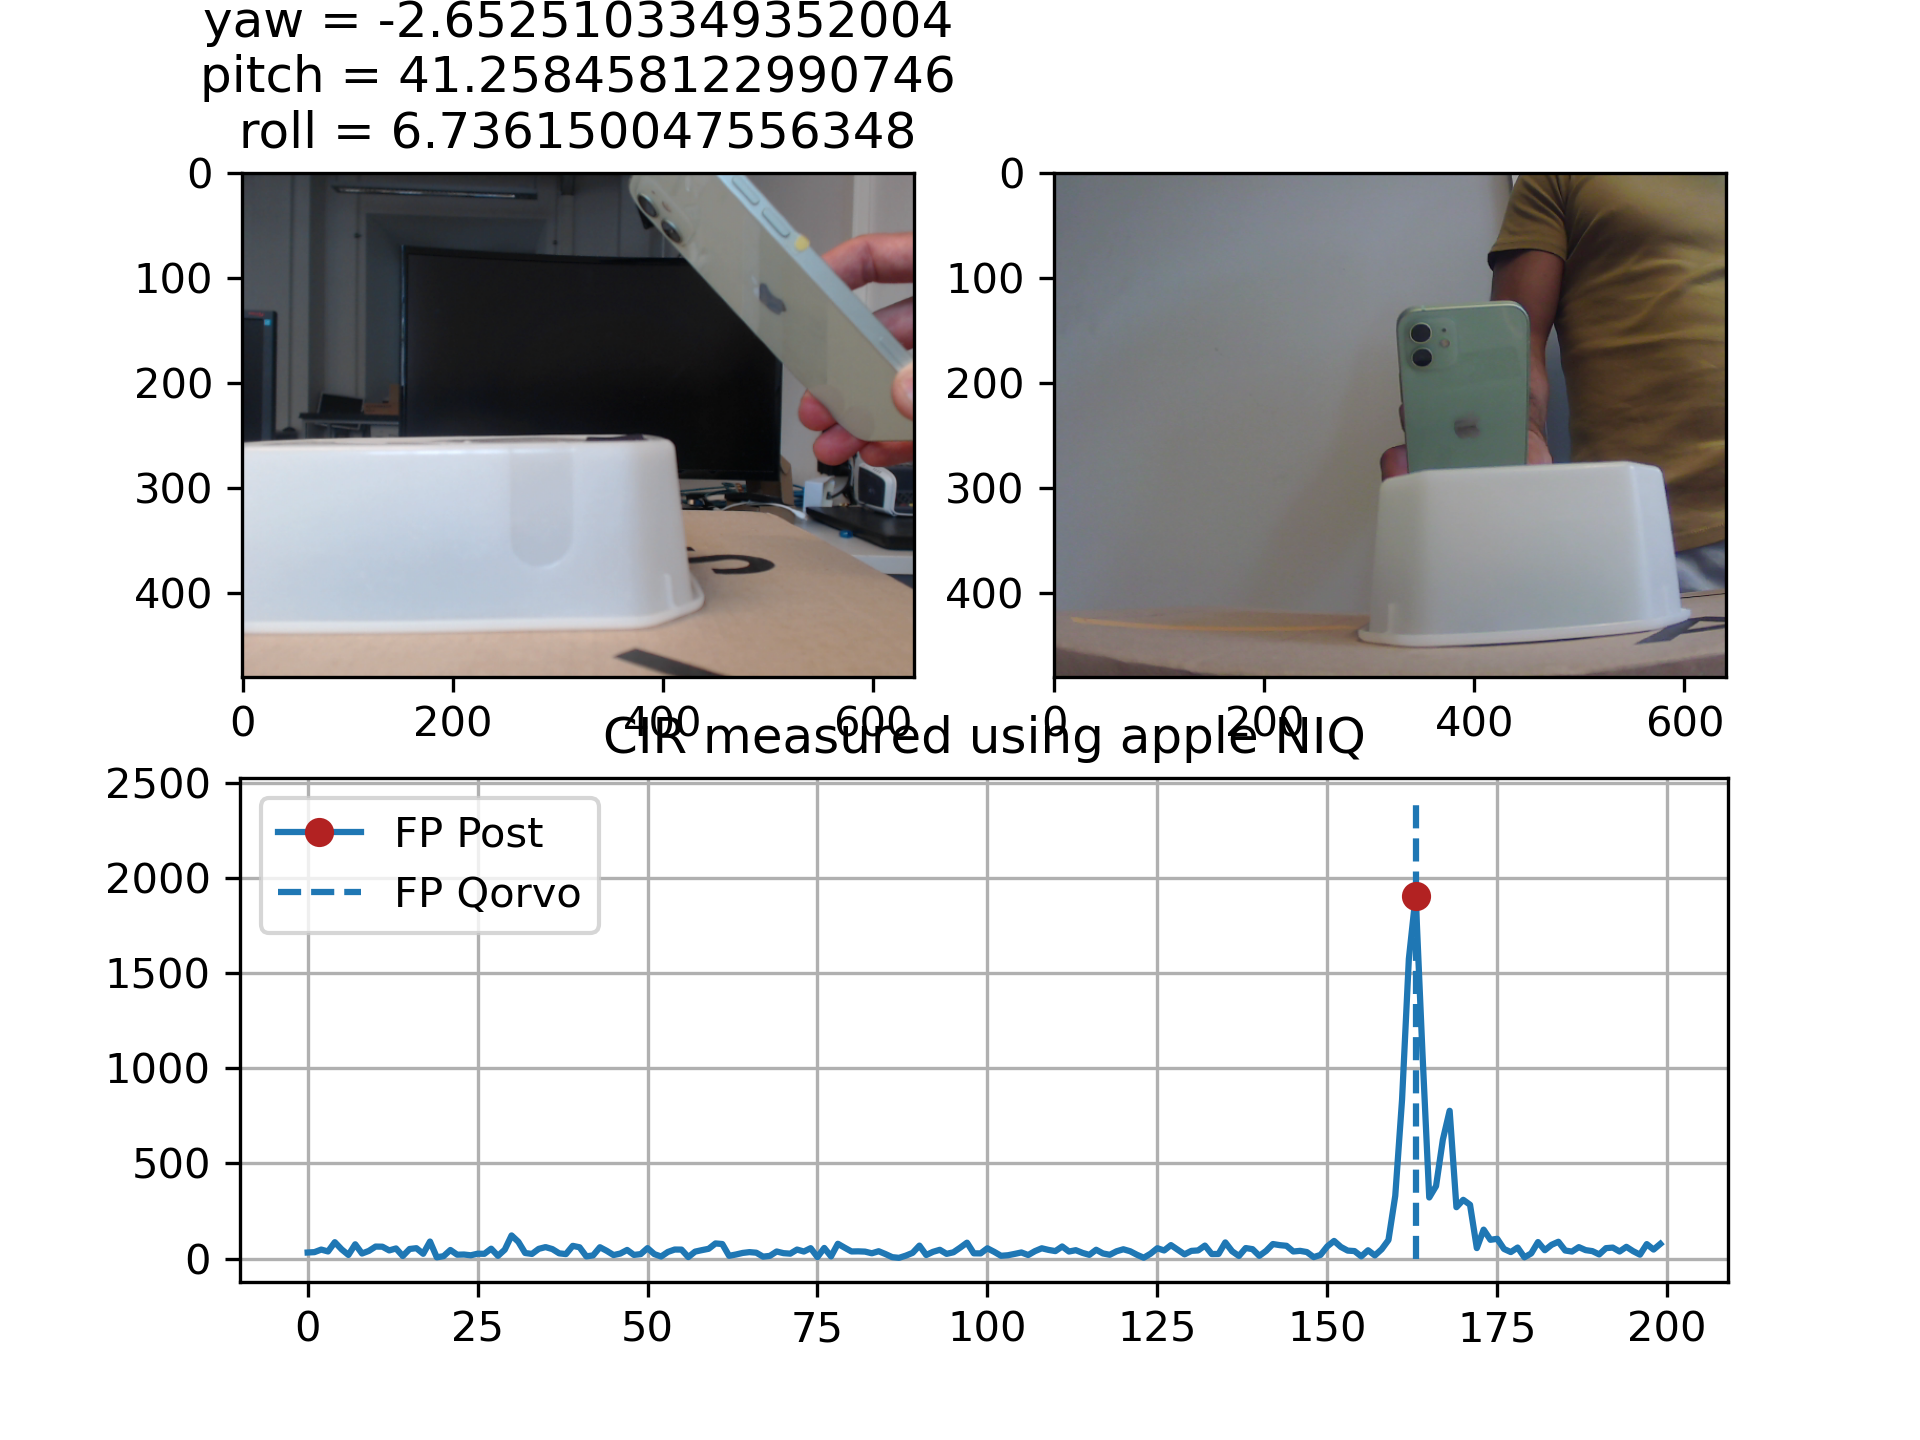 yaw = -2.6525103349352004
pitch = 41.258458122990746
roll = 6.736150047556348
0
100
200
300
400
0 200 400 600
0
100
200
300
400
0 200 400 600
CIR measured using apple NIQ
2500
2000
1500
1000
500
0
FP Post
FP Qorvo
0 25 50 75 100 125 150 175 200